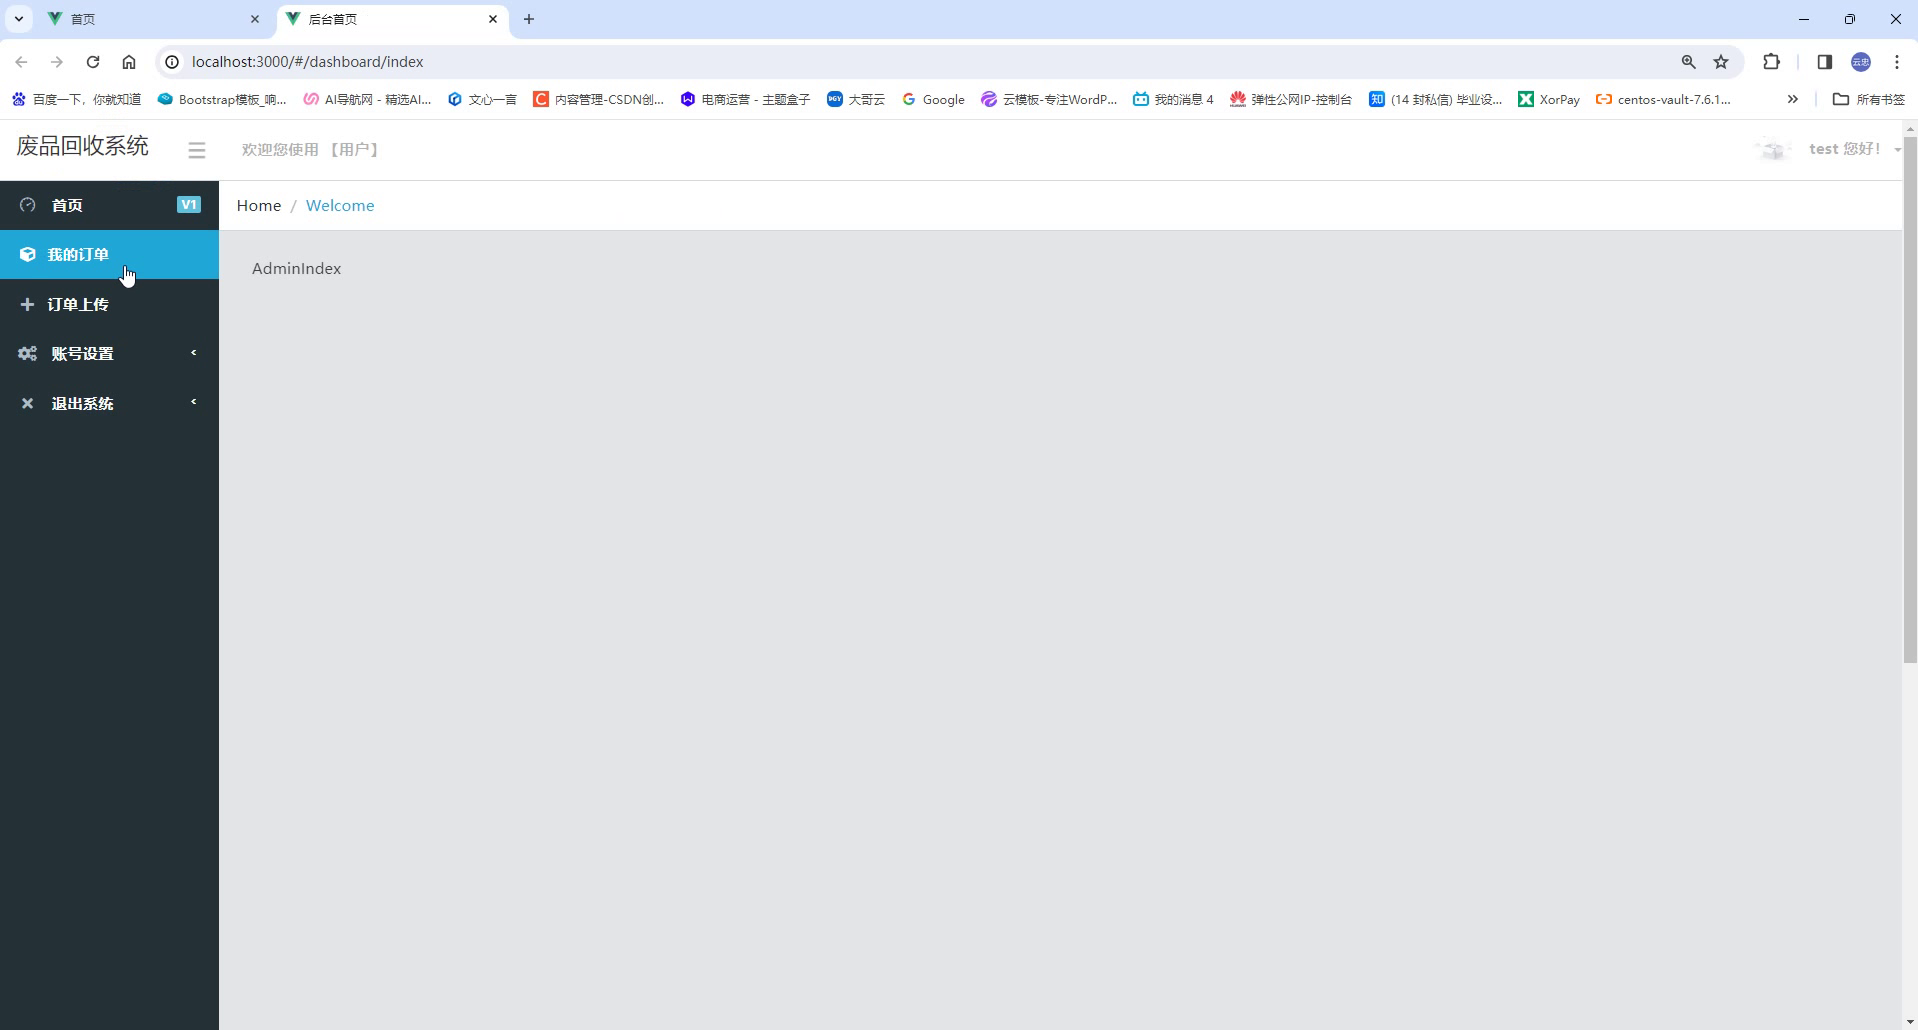 首页
后台首页
localhost:3000/#/dashboard/index
云忠
百度一下，你就知道
Bootstrap模板_响...
AI导航网 - 精选AI...
文心一言
内容管理-CSDN创...
电商运营 - 主题盒子
大哥云
Google
云模板-专注WordP...
我的消息 4
弹性公网IP-控制台
知
(14 封私信) 毕业设...
XorPay
centos-vault-7.6.1...
所有书签
废品回收系统
欢迎您使用 【用户】
test 您好！
首页
V1
Home / Welcome
我的订单
AdminIndex
订单上传
账号设置
退出系统